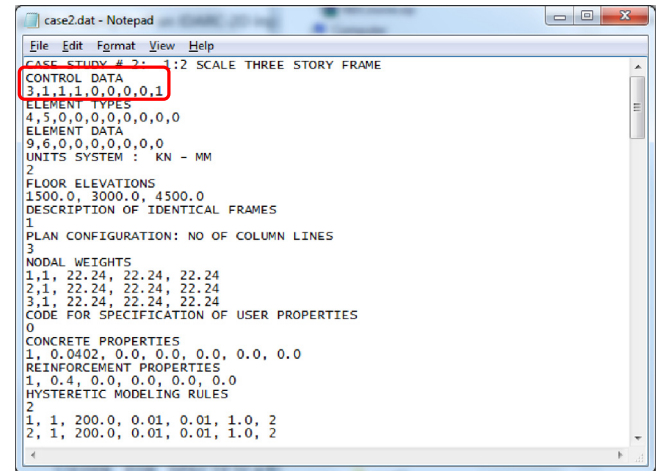 case2.dat - Notepad
File Edit Format View Help
CASE STUDY # 2: 1:2 SCALE THREE STORY FRAME
CONTROL DATA
3,1,1,1,0,0,0,0,1
ELEMENT TYPES
4,5,0,0,0,0,0,0,0,0
ELEMENT DATA
9,6,0,0,0,0,0,0,0
UNITS SYSTEM : KN - MM
2
FLOOR ELEVATIONS
1500.0, 3000.0, 4500.0
DESCRIPTION OF IDENTICAL FRAMES
1
PLAN CONFIGURATION: NO OF COLUMN LINES
3
NODAL WEIGHTS
1,1, 22.24, 22.24, 22.24
2,1, 22.24, 22.24, 22.24
3,1, 22.24, 22.24, 22.24
CODE FOR SPECIFICATION OF USER PROPERTIES
0
CONCRETE PROPERTIES
1, 0.0402, 0.0, 0.0, 0.0, 0.0, 0.0
REINFORCEMENT PROPERTIES
1, 0.4, 0.0, 0.0, 0.0, 0.0
HYSTERETIC MODELING RULES
2
1, 1, 200.0, 0.01, 0.01, 1.0, 2
2, 1, 200.0, 0.01, 0.01, 1.0, 2